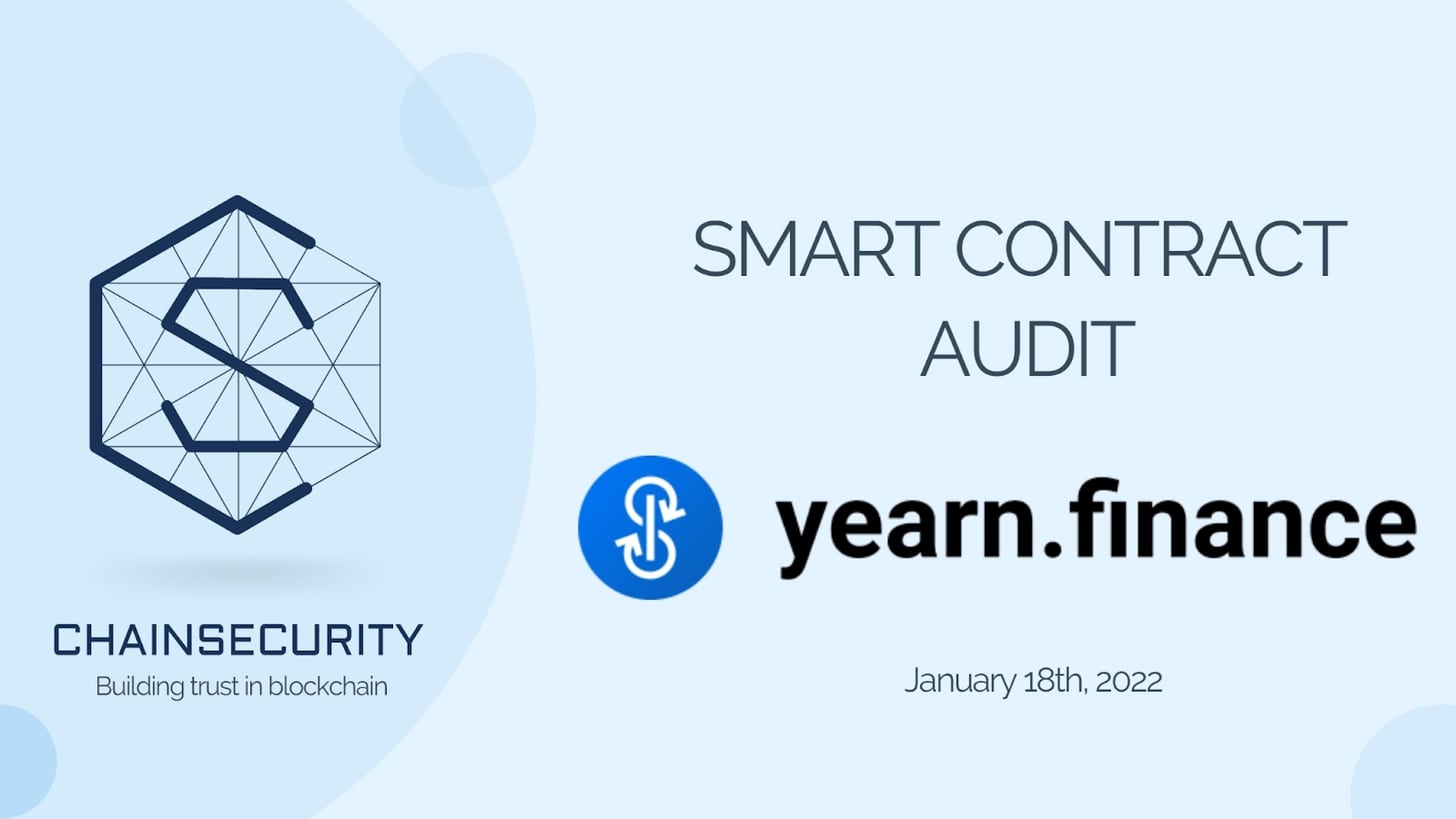 SMART CONTRACT
AUDIT
yearn.finance
January 18th, 2022
CHAINSECURITY
Building trust in blockchain